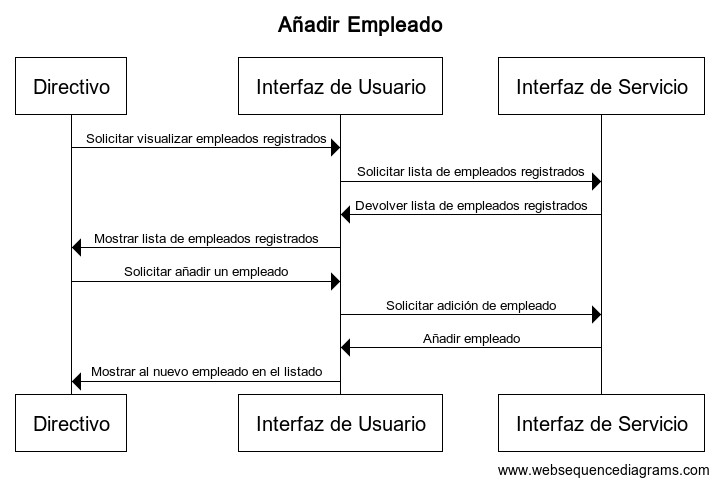 Añadir Empleado
Directivo
Interfaz de Usuario
Interfaz de Servicio
Solicitar visualizar empleados registrados
Solicitar lista de empleados registrados
Devolver lista de empleados registrados
Mostrar lista de empleados registrados
Solicitar añadir un empleado
Solicitar adición de empleado
Añadir empleado
Mostrar al nuevo empleado en el listado
Directivo
Interfaz de Usuario
Interfaz de Servicio
www.websequencediagrams.com